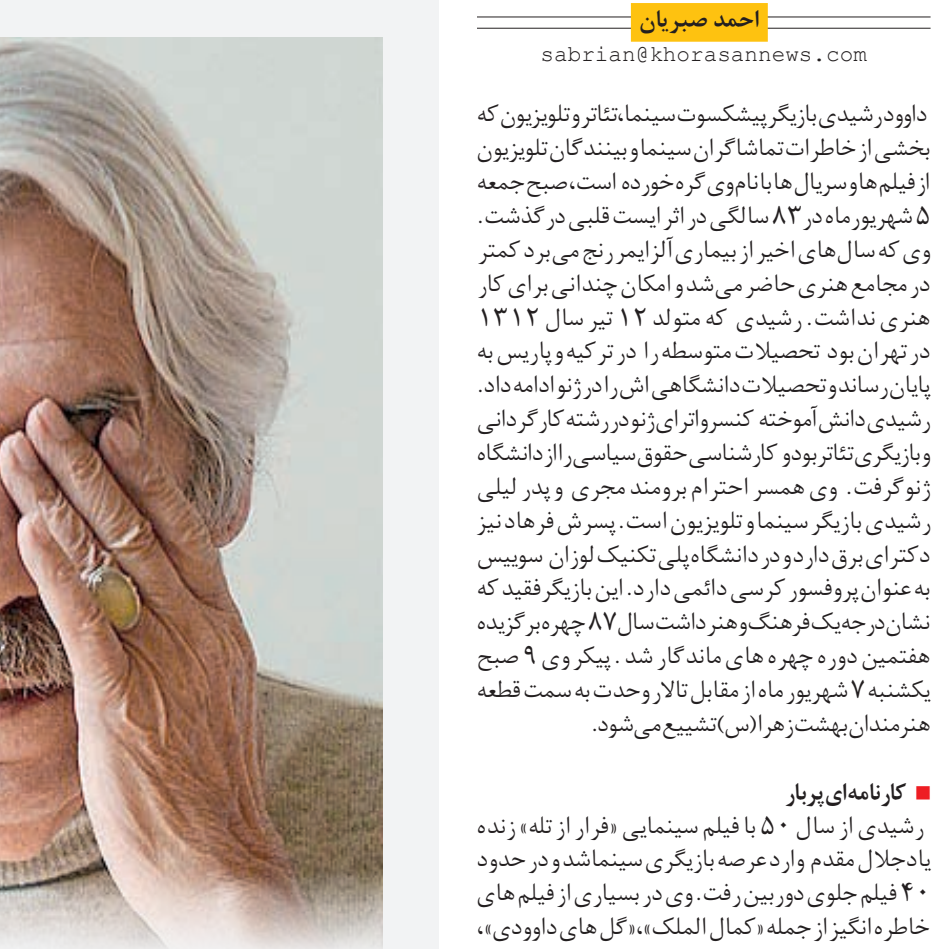 احمد صبریان
sabrian@khorasannews.com
داوود رشیدی بازیگر پیشکسوت سینما، تئاتر و تلویزیون که
بخشی از خاطرات تماشاگران سینما و بینندگان تلویزیون
از فیلم ها و سریال ها با نام وی گره خورده است، صبح جمعه
۵ شهریور ماه در ۸۳ سالگی در اثر ایست قلبی درگذشت.
وی که سال های اخیر از بیماری آلزایمر رنج می برد کمتر
در مجامع هنری حاضر می شد و امکان چندانی برای کار
هنری نداشت. رشیدی که متولد ۱۲ تیر سال ۱۳۱۲
در تهران بود تحصیلات متوسطه را در ترکیه و پاریس به
پایان رساند و تحصیلات دانشگاهی اش را در ژنو ادامه داد.
رشیدی دانش آموخته کنسرواترای ژنو در رشته کارگردانی
و بازیگری تئاتر بود و کارشناسی حقوق سیاسی را از دانشگاه
ژنو گرفت. وی همسر احترام برومند مجری و پدر لیلی
رشیدی بازیگر سینما و تلویزیون است. پسرش فرهاد نیز
دکترای برق دارد و در دانشگاه پلی تکنیک لوزان سوییس
به عنوان پروفسور کرسی دائمی دارد. این بازیگر فقید که
نشان درجه یک فرهنگ و هنر داشت سال ۸۷ چهره برگزیده
هفتمین دوره چهره های ماندگار شد . پیکر وی ۹ صبح
یکشنبه ۷ شهریور ماه از مقابل تالار وحدت به سمت قطعه
هنرمندان بهشت زهرا(س) تشییع می شود.
■ کارنامه ای پربار
رشیدی از سال ۵۰ با فیلم سینمایی «فرار از تله» زنده
یاد جلال مقدم وارد عرصه بازیگری سینما شد و در حدود
۴۰ فیلم جلوی دوربین رفت. وی در بسیاری از فیلم های
خاطره انگیز از جمله «کمال الملک»، «گل های داوودی»،